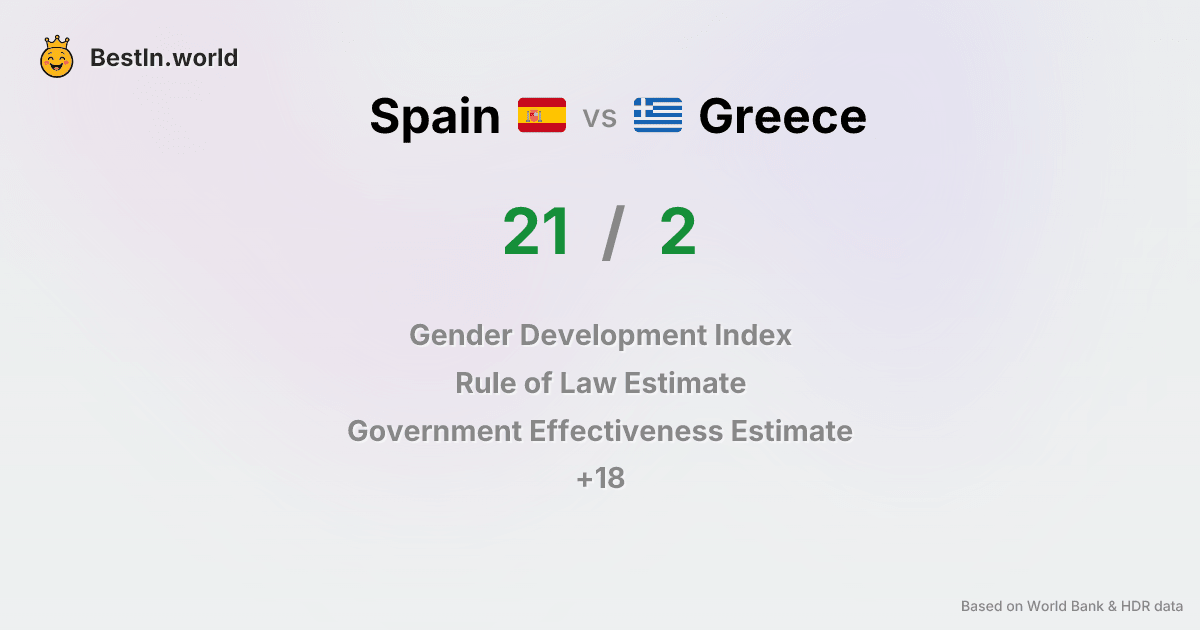 BestIn.world
Spain vs Greece
21 / 2
Gender Development Index
Rule of Law Estimate
Government Effectiveness Estimate
+18
Based on World Bank & HDR data